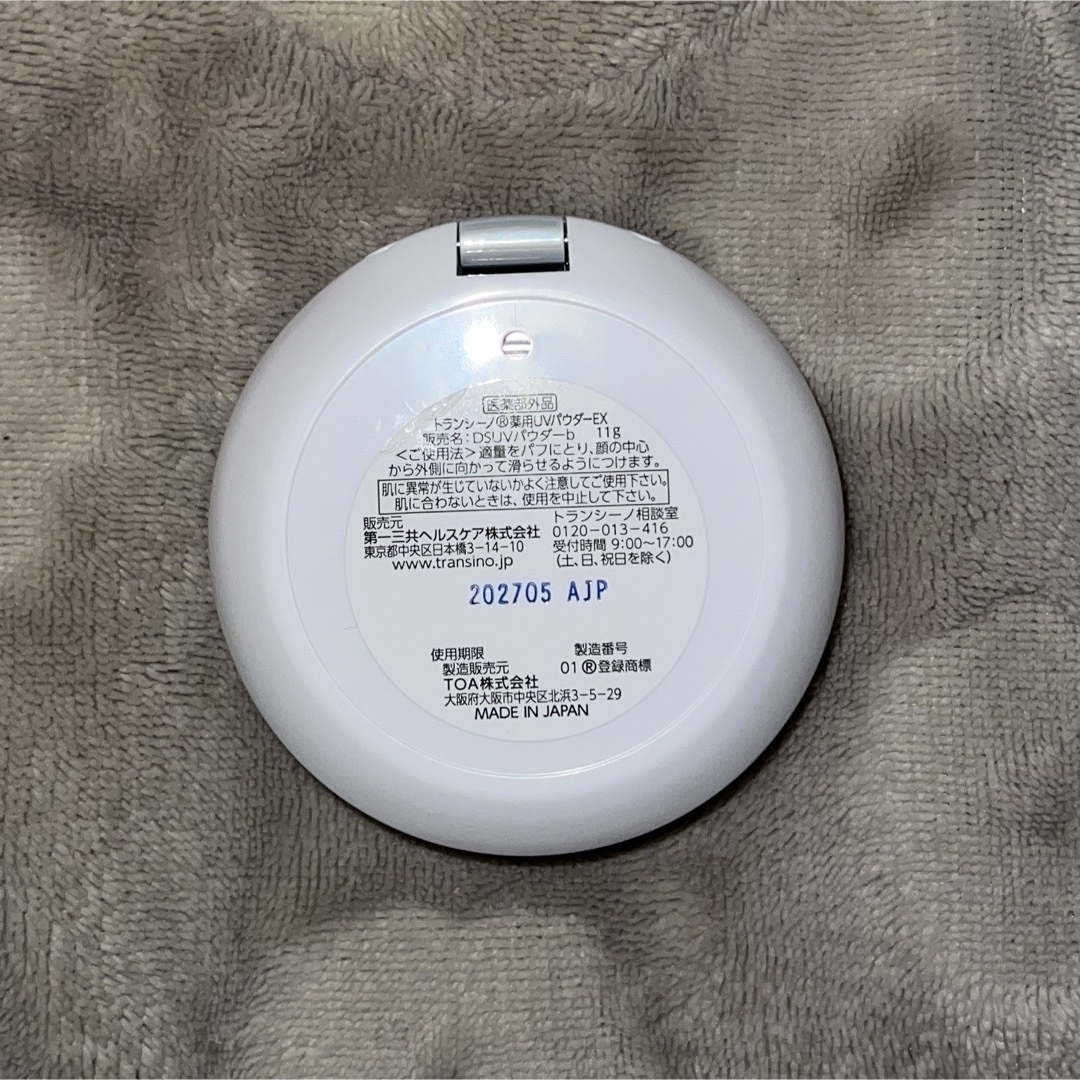 医薬部外品
トランシーノ®薬用UVパウダーEX
販売名：DSUVパウダーb 11g
＜ご使用法＞適量をパフにとり、顔の中心
から外側に向かって滑らせるようにつけます。
肌に異常が生じていないかよく注意してご使用下さい。
肌に合わないときは、使用を中止して下さい。
販売元
第一三共ヘルスケア株式会社
東京都中央区日本橋3-14-10
www.transino.jp
トランシーノ相談室
0120-013-416
受付時間 9:00~17:00
（土、日、祝日を除く）
202705 AJP
使用期限 製造番号
製造販売元 01 ®登録商標
TOA株式会社
大阪府大阪市中央区北浜3-5-29
MADE IN JAPAN